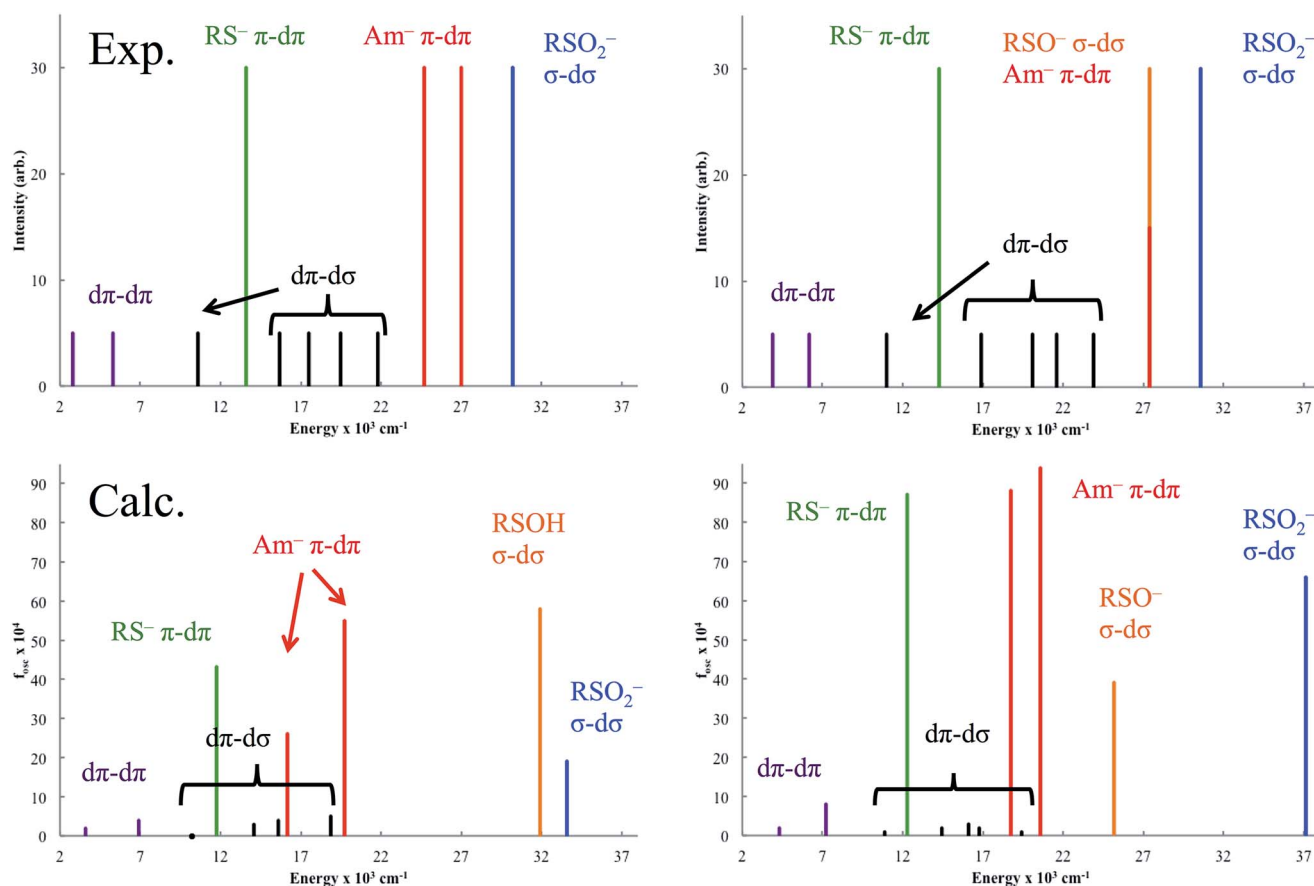 Exp.
RS⁻ π-dπ
Am⁻ π-dπ
RSO₂⁻
σ-dσ
30
20
10
0
Intensity (arb.)
dπ-dπ
dπ-dσ
2 7 12 17 22 27 32 37
Energy x 10³ cm⁻¹
RS⁻ π-dπ
RSO⁻ σ-dσ
Am⁻ π-dπ
RSO₂⁻
σ-dσ
30
20
10
0
Intensity (arb.)
dπ-dσ
dπ-dπ
2 7 12 17 22 27 32 37
Energy x 10³ cm⁻¹
Calc.
90
80
70
60
50
40
30
20
10
0
f_osc x 10⁴
RSOH
σ-dσ
Am⁻ π-dπ
RS⁻ π-dπ
RSO₂⁻
σ-dσ
dπ-dσ
dπ-dπ
2 7 12 17 22 27 32 37
Energy x 10³ cm⁻¹
90
80
70
60
50
40
30
20
10
0
f_osc x 10⁴
Am⁻ π-dπ
RS⁻ π-dπ
RSO₂⁻
σ-dσ
RSO⁻
σ-dσ
dπ-dσ
dπ-dπ
2 7 12 17 22 27 32 37
Energy x 10³ cm⁻¹